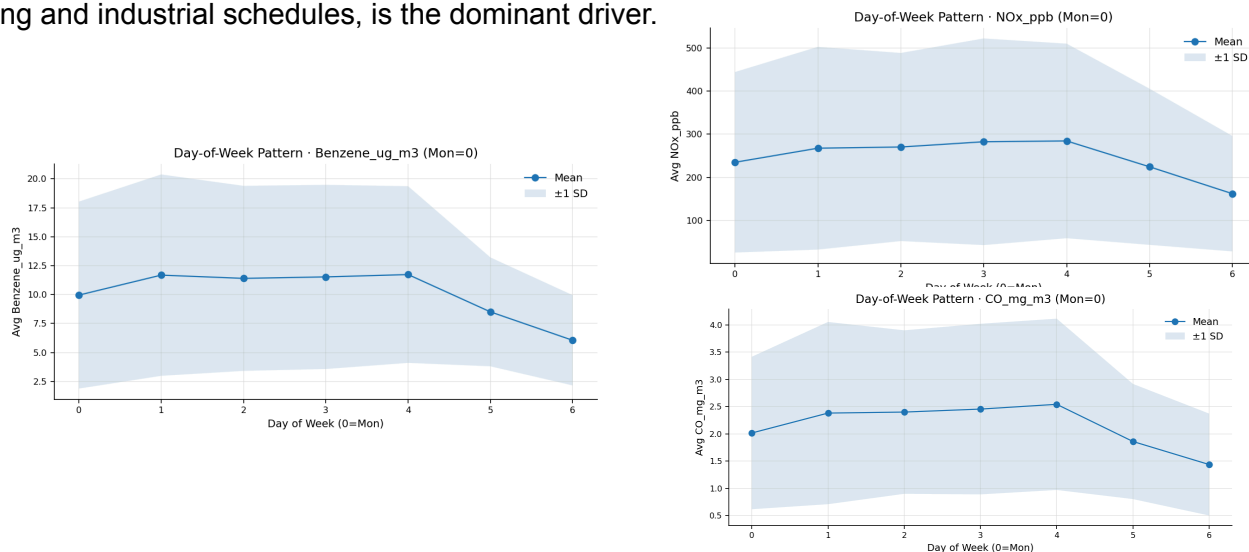 ng and industrial schedules, is the dominant driver.
Day-of-Week Pattern · NOx_ppb (Mon=0)
Mean
±1 SD
500
400
300
200
100
Avg NOx_ppb
0 1 2 3 4 5 6
Day of Week (0=Mon)
Day-of-Week Pattern · Benzene_ug_m3 (Mon=0)
Mean
±1 SD
20.0
17.5
15.0
12.5
10.0
7.5
5.0
2.5
Avg Benzene_ug_m3
0 1 2 3 4 5 6
Day of Week (0=Mon)
Day-of-Week Pattern · CO_mg_m3 (Mon=0)
Mean
±1 SD
4.0
3.5
3.0
2.5
2.0
1.5
1.0
0.5
Avg CO_mg_m3
0 1 2 3 4 5 6
Day of Week (0=Mon)